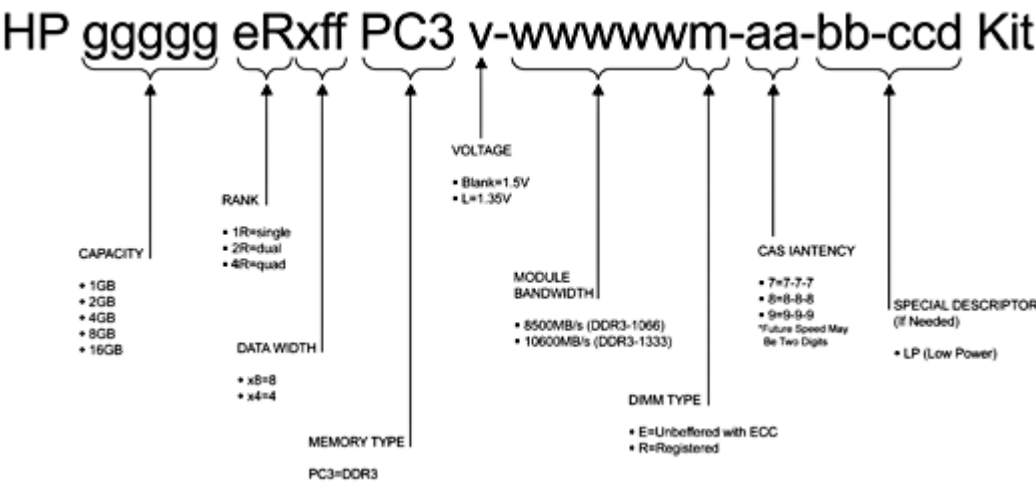 HP ggggg eRxff PC3 v-wwwwwm-aa-bb-ccd Kit
VOLTAGE
▪ Blank=1.5V
▪ L=1.35V
RANK
▪ 1R=single
▪ 2R=dual
▪ 4R=quad
CAPACITY
+ 1GB
+ 2GB
+ 4GB
+ 8GB
+ 16GB
CAS IANTENCY
▪ 7=7-7-7
▪ 8=8-8-8
▪ 9=9-9-9
*Future Speed May
Be Two Digits
MODULE
BANDWIDTH
▪ 8500MB/s (DDR3-1066)
▪ 10600MB/s (DDR3-1333)
SPECIAL DESCRIPTOR
(If Needed)
▪ LP (Low Power)
DATA WIDTH
+ x8=8
+ x4=4
DIMM TYPE
▪ E=Unbeffered with ECC
▪ R=Registered
MEMORY TYPE
PC3=DDR3